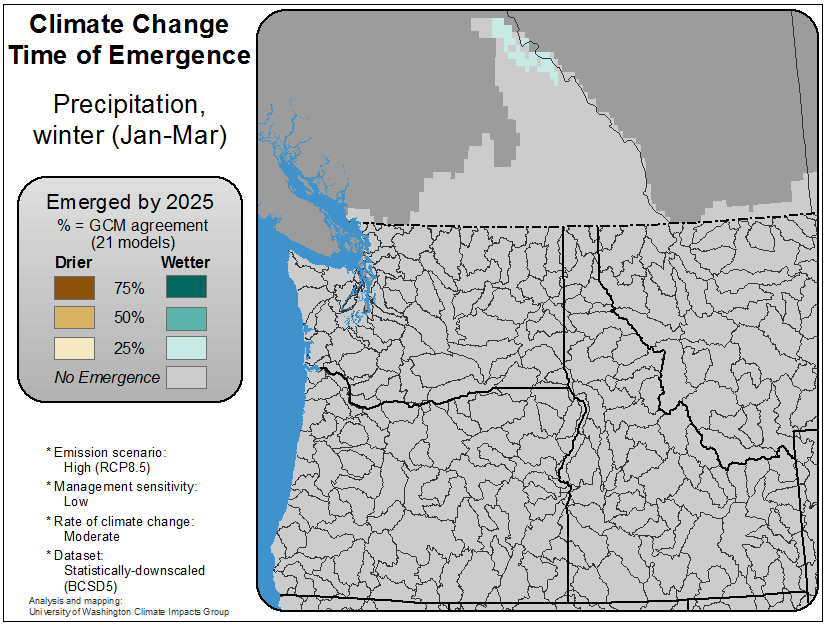 Climate Change
Time of Emergence
Precipitation,
winter (Jan-Mar)
Emerged by 2025
% = GCM agreement
(21 models)
Drier Wetter
75%
50%
25%
No Emergence
* Emission scenario:
High (RCP8.5)
* Management sensitivity:
Low
* Rate of climate change:
Moderate
* Dataset:
Statistically-downscaled
(BCSD5)
Analysis and mapping:
University of Washington Climate Impacts Group